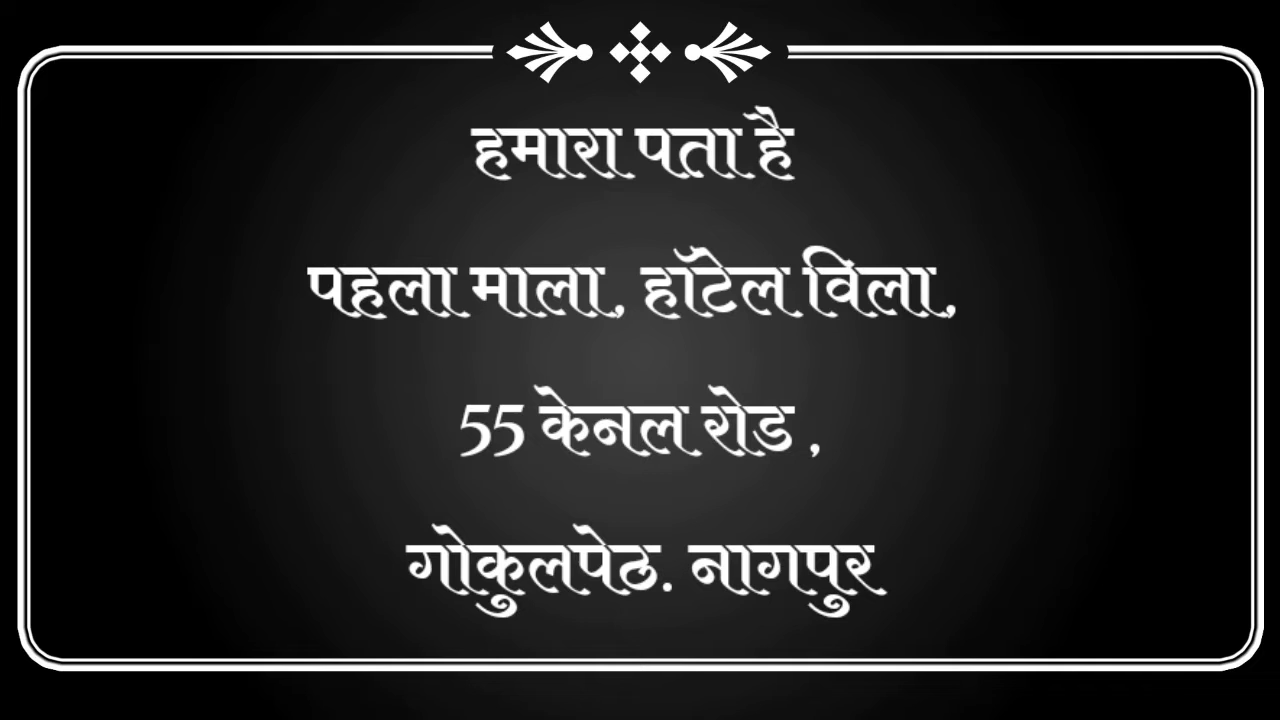 हमारा पता है
पहला माला, हॉटेल विला,
55 केनल रोड ,
गोकुलपेठ. नागपुर